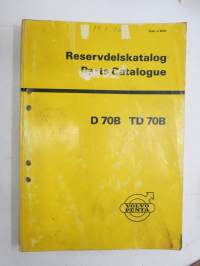 Reservdelskatalog
Parts Catalogue
D 70B TD 70B
VOLVO
PENTA